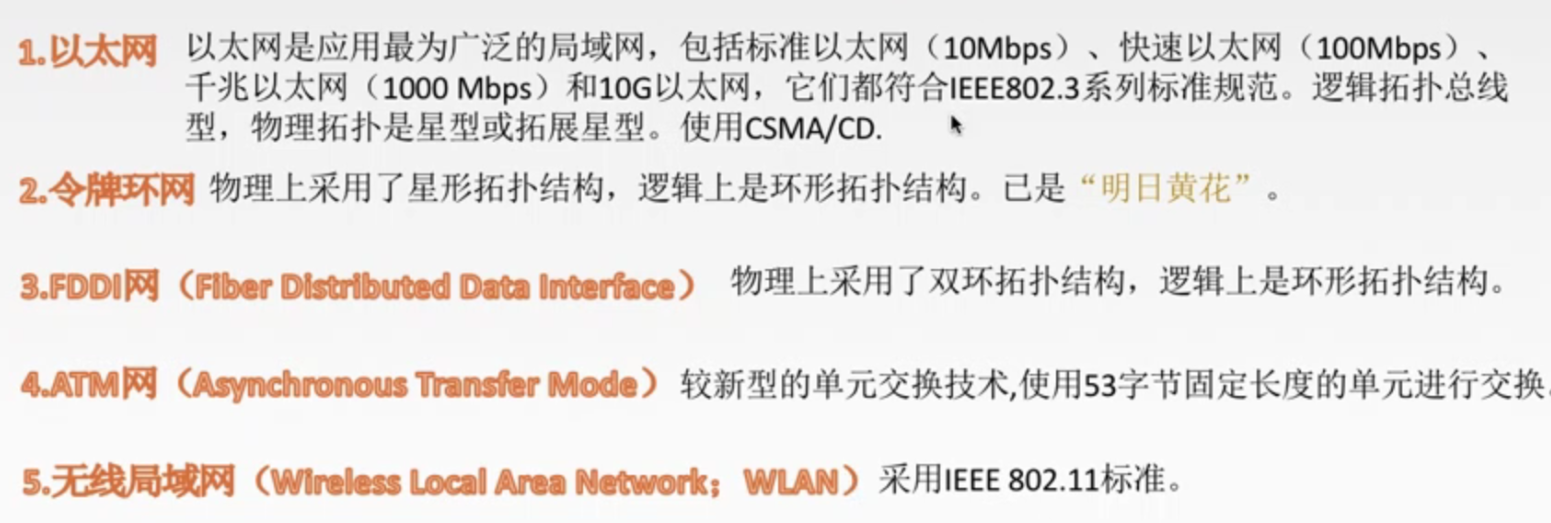 1.以太网 以太网是应用最为广泛的局域网，包括标准以太网（10Mbps）、快速以太网（100Mbps）、
千兆以太网（1000 Mbps）和10G以太网，它们都符合IEEE802.3系列标准规范。逻辑拓扑总线
型，物理拓扑是星型或拓展星型。使用CSMA/CD.
2.令牌环网 物理上采用了星形拓扑结构，逻辑上是环形拓扑结构。已是“明日黄花”。
3.FDDI网（Fiber Distributed Data Interface） 物理上采用了双环拓扑结构，逻辑上是环形拓扑结构。
4.ATM网（Asynchronous Transfer Mode） 较新型的单元交换技术,使用53字节固定长度的单元进行交换。
5.无线局域网（Wireless Local Area Network；WLAN） 采用IEEE 802.11标准。